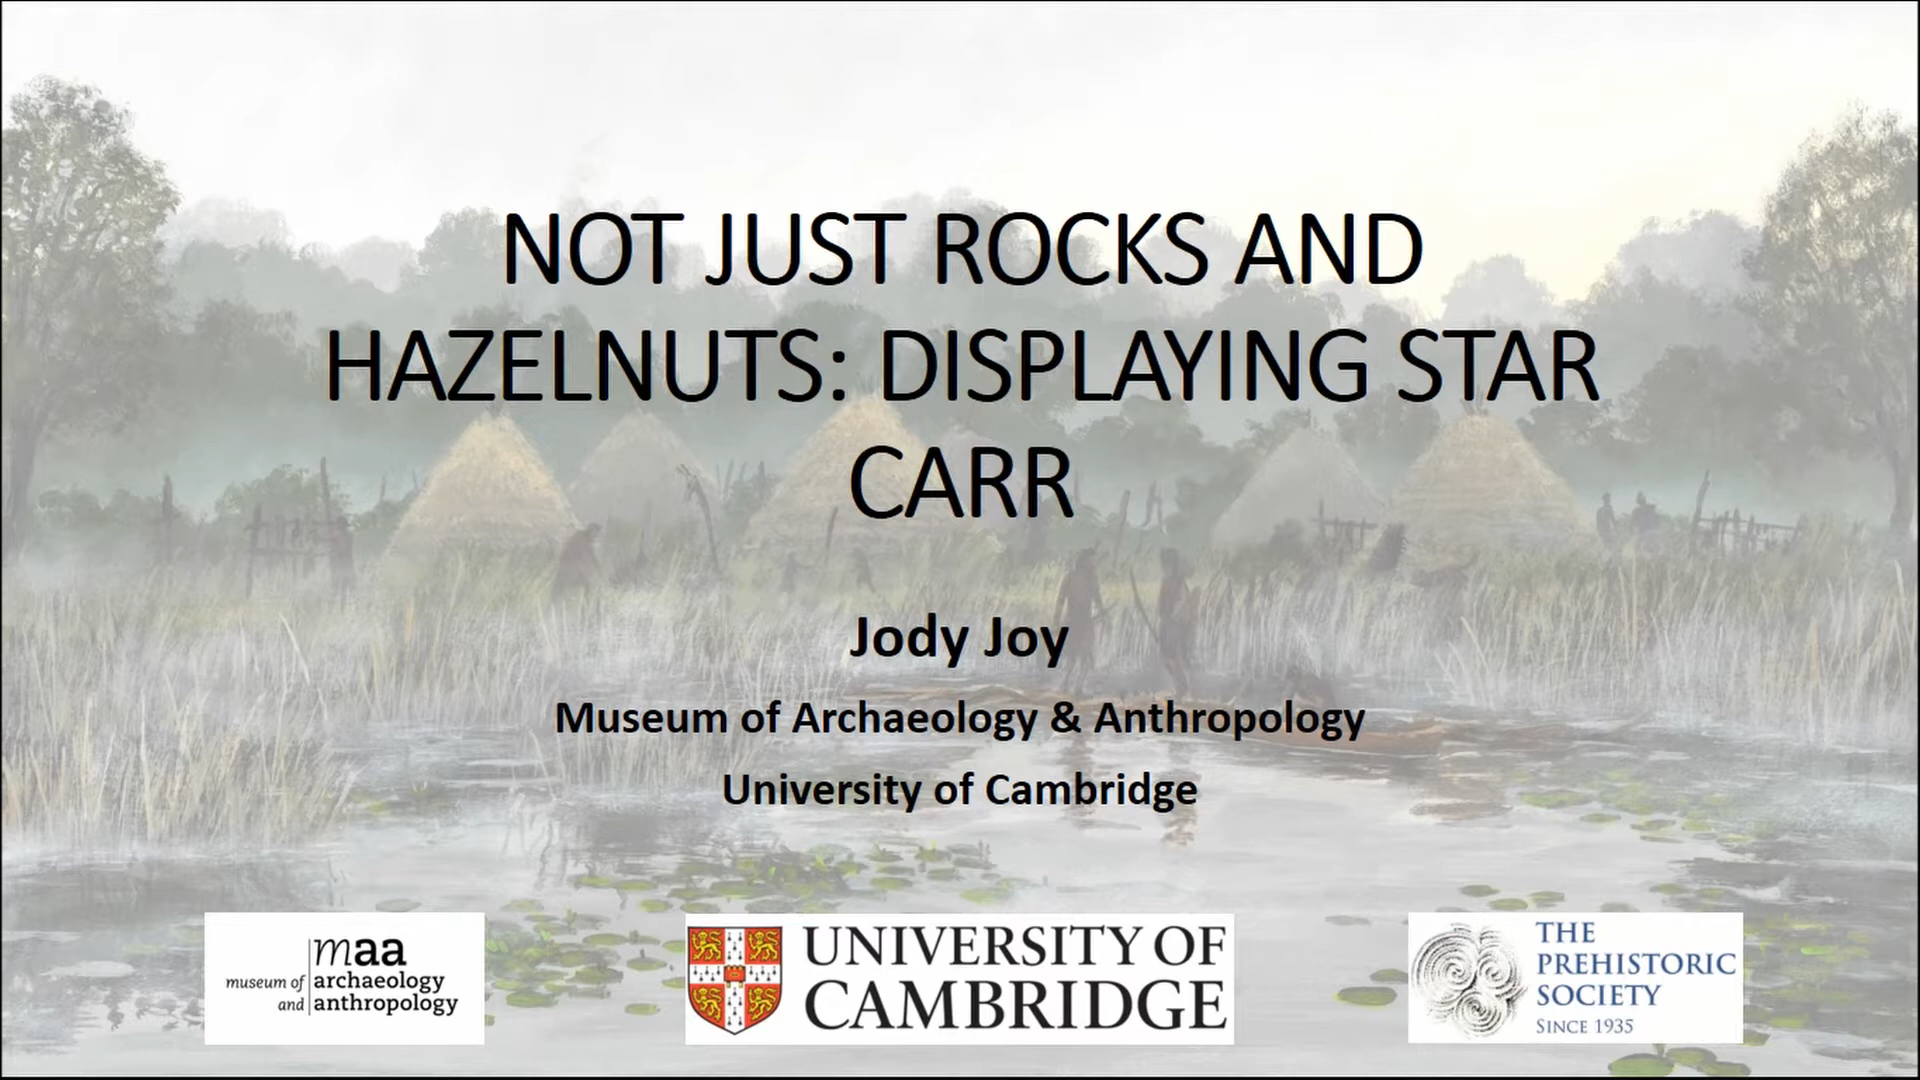 NOT JUST ROCKS AND
HAZELNUTS: DISPLAYING STAR
CARR
Jody Joy
Museum of Archaeology & Anthropology
University of Cambridge
maa
museum of archaeology
and anthropology
UNIVERSITY OF
CAMBRIDGE
THE
PREHISTORIC
SOCIETY
SINCE 1935